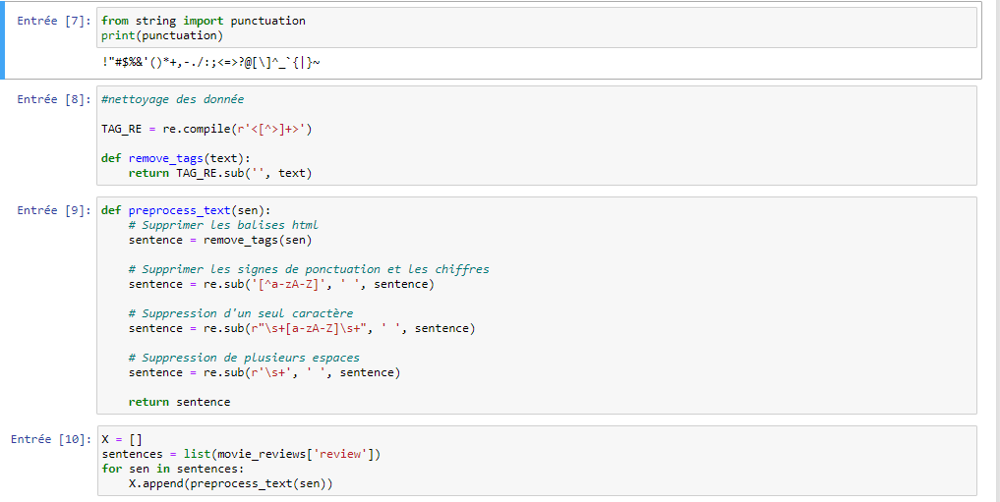 Entrée [7]: from string import punctuation
print(punctuation)
!"#$%&'()*+,-./:;<=>?@[\]^_`{|}~
Entrée [8]: #nettoyage des donnée
TAG_RE = re.compile(r'<[^>]+>')
def remove_tags(text):
    return TAG_RE.sub('', text)
Entrée [9]: def preprocess_text(sen):
    # Supprimer les balises html
    sentence = remove_tags(sen)
    # Supprimer les signes de ponctuation et les chiffres
    sentence = re.sub('[^a-zA-Z]', ' ', sentence)
    # Suppression d'un seul caractère
    sentence = re.sub(r"\s+[a-zA-Z]\s+", ' ', sentence)
    # Suppression de plusieurs espaces
    sentence = re.sub(r'\s+', ' ', sentence)
    return sentence
Entrée [10]: X = []
sentences = list(movie_reviews['review'])
for sen in sentences:
    X.append(preprocess_text(sen))